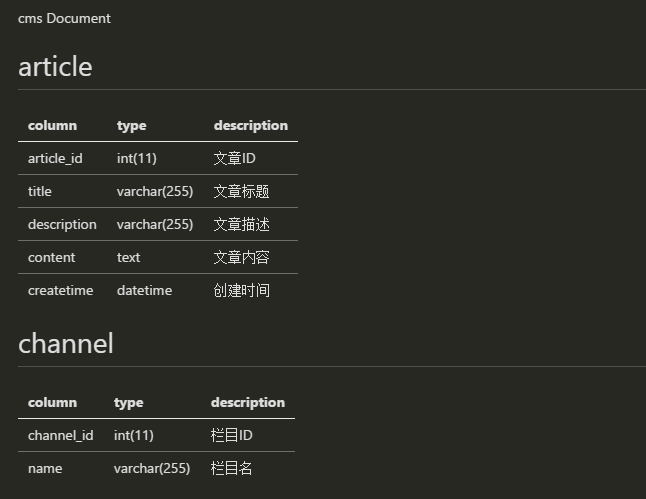 cms Document
article
column type description
article_id int(11) 文章ID
title varchar(255) 文章标题
description varchar(255) 文章描述
content text 文章内容
createtime datetime 创建时间
channel
column type description
channel_id int(11) 栏目ID
name varchar(255) 栏目名